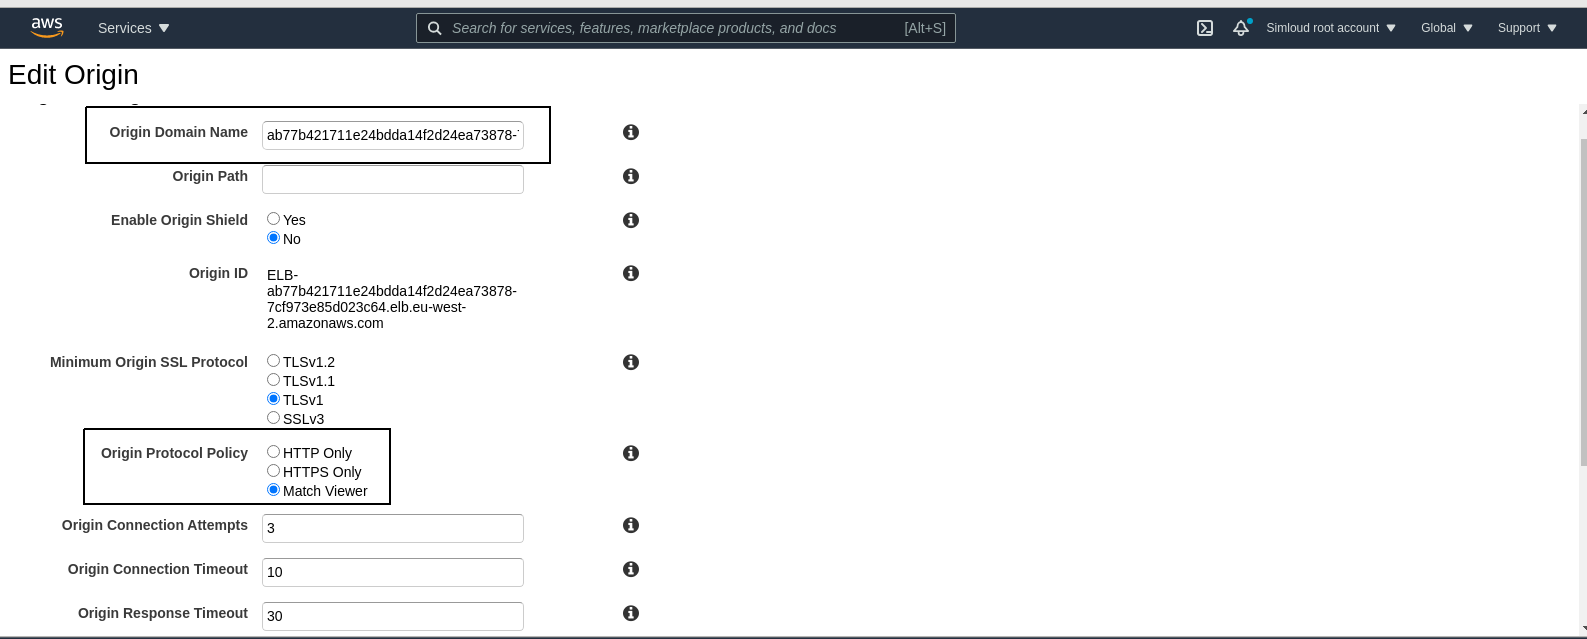 aws
Services
Search for services, features, marketplace products, and docs
[Alt+S]
Simloud root account
Global
Support
Edit Origin
Origin Domain Name
ab77b421711e24bdda14f2d24ea73878-
Origin Path
Enable Origin Shield
Yes
No
Origin ID
ELB-
ab77b421711e24bdda14f2d24ea73878-
7cf973e85d023c64.elb.eu-west-
2.amazonaws.com
Minimum Origin SSL Protocol
TLSv1.2
TLSv1.1
TLSv1
SSLv3
Origin Protocol Policy
HTTP Only
HTTPS Only
Match Viewer
Origin Connection Attempts
3
Origin Connection Timeout
10
Origin Response Timeout
30